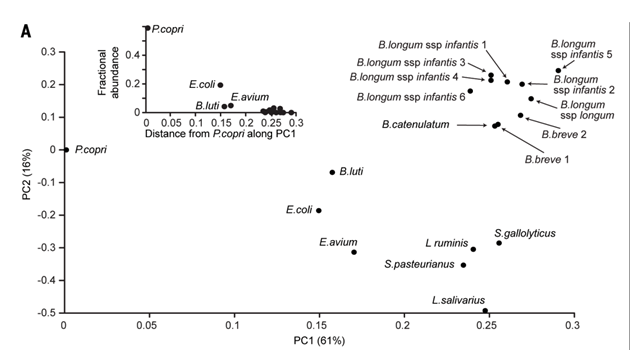 A
Fractional
abundance
0.4
0.2
0
P.copri
E.coli
B.luti
E.avium
0 0.05 0.1 0.15 0.2 0.25 0.3
Distance from P.copri along PC1
B.longum ssp infantis 1
B.longum
ssp infantis 5
B.longum ssp infantis 3
B.longum ssp infantis 4
B.longum
ssp infantis 2
B.longum ssp infantis 6
B.longum
ssp longum
B.catenulatum
B.breve 2
B.breve 1
P.copri
B.luti
E.coli
E.avium
L ruminis
S.gallolyticus
S.pasteurianus
L.salivarius
PC2 (16%)
0.3
0.2
0.1
0
-0.1
-0.2
-0.3
-0.4
-0.5
0 0.05 0.1 0.15 0.2 0.25 0.3
PC1 (61%)